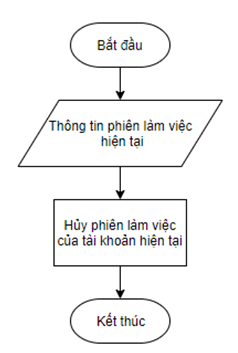 Bắt đầu
Thông tin phiên làm việc
hiện tại
Hủy phiên làm việc
của tài khoản hiện tại
Kết thúc